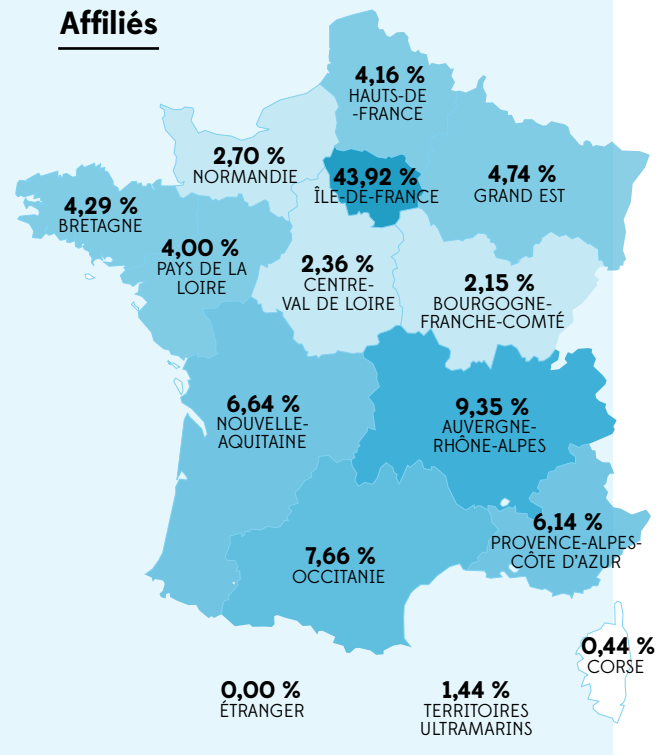 Affiliés
4,16 %
HAUTS-DE
-FRANCE
2,70 %
NORMANDIE
43,92 %
ÎLE-DE-FRANCE
4,74 %
GRAND EST
4,29 %
BRETAGNE
4,00 %
PAYS DE LA
LOIRE
2,36 %
CENTRE-
VAL DE LOIRE
2,15 %
BOURGOGNE-
FRANCHE-COMTÉ
6,64 %
NOUVELLE-
AQUITAINE
9,35 %
AUVERGNE-
RHÔNE-ALPES
6,14 %
PROVENCE-ALPES-
CÔTE D'AZUR
7,66 %
OCCITANIE
0,44 %
CORSE
0,00 %
ÉTRANGER
1,44 %
TERRITOIRES
ULTRAMARINS